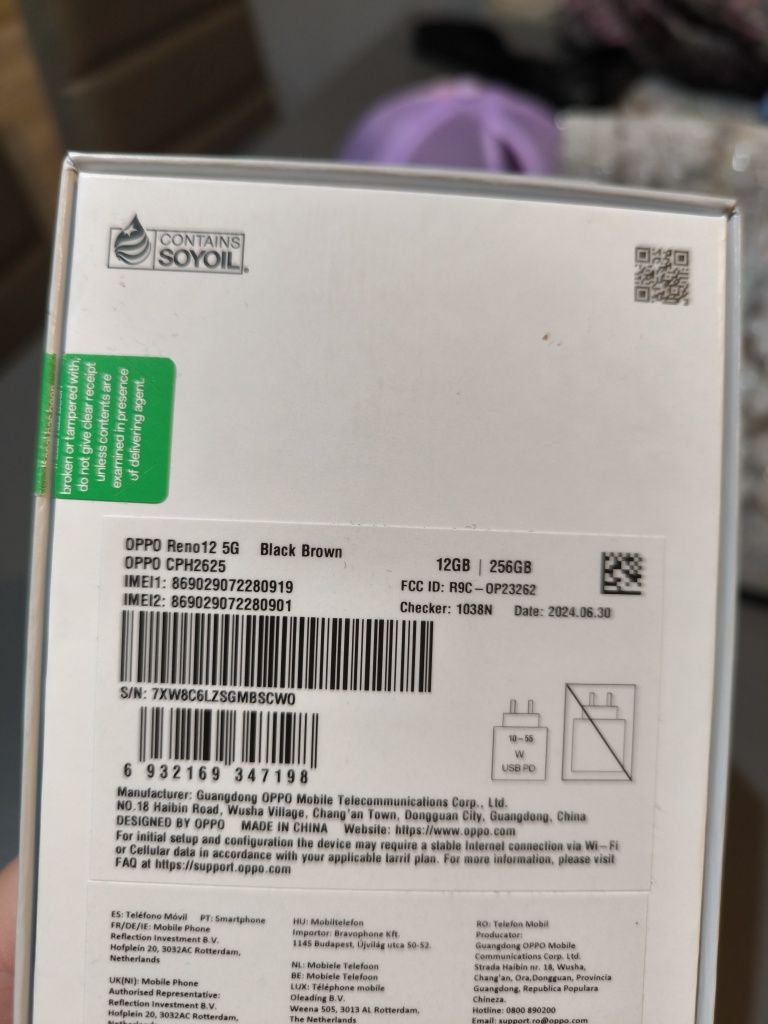 CONTAINS
SOYOIL
broken or tampered with,
do not give clear receipt
unless contents are
examined in presence
of delivering agent.
OPPO Reno12 5G Black Brown
OPPO CPH2625
12GB | 256GB
IMEI1: 869029072280919
FCC ID: R9C-OP23262
IMEI2: 869029072280901
Checker: 1038N Date: 2024.06.30
S/N: 7XW8C6LZSGMBSCWO
10-55
W
USB PD
6 932169 347198
Manufacturer: Guangdong OPPO Mobile Telecommunications Corp., Ltd.
NO.18 Haibin Road, Wusha Village, Chang'an Town, Dongguan City, Guangdong, China
DESIGNED BY OPPO MADE IN CHINA Website: https://www.oppo.com
For initial setup and configuration the device may require a stable Internet connection via Wi-Fi
or Cellular data in accordance with your applicable tarrif plan. For more information, please visit
FAQ at https://support.oppo.com
ES: Teléfono Móvil PT: Smartphone
FR/DE/IE: Mobile Phone
Reflection Investment B.V.
Hofplein 20, 3032AC Rotterdam,
Netherlands
UK(NI): Mobile Phone
Authorised Representative:
Reflection Investment B.V.
Hofplein 20, 3032AC Rotterdam,
Netherlands
HU: Mobiltelefon
Importor: Bravophone Kft.
1145 Budapest, Újvilág utca 50-52.
NL: Mobiele Telefoon
BE: Mobiele Telefoon
LUX: Téléphone mobile
Oleading B.V.
Weena 505, 3013 AL Rotterdam,
The Netherlands
RO: Telefon Mobil
Producator:
Guangdong OPPO Mobile
Communications Corp. Ltd.
Strada Haibin nr. 18, Wusha,
Chang'an, Ora,Dongguan, Provincia
Guangdong, Republica Populara
Chineza.
Hotline: 0800 890200
Email: support.ro@oppo.com